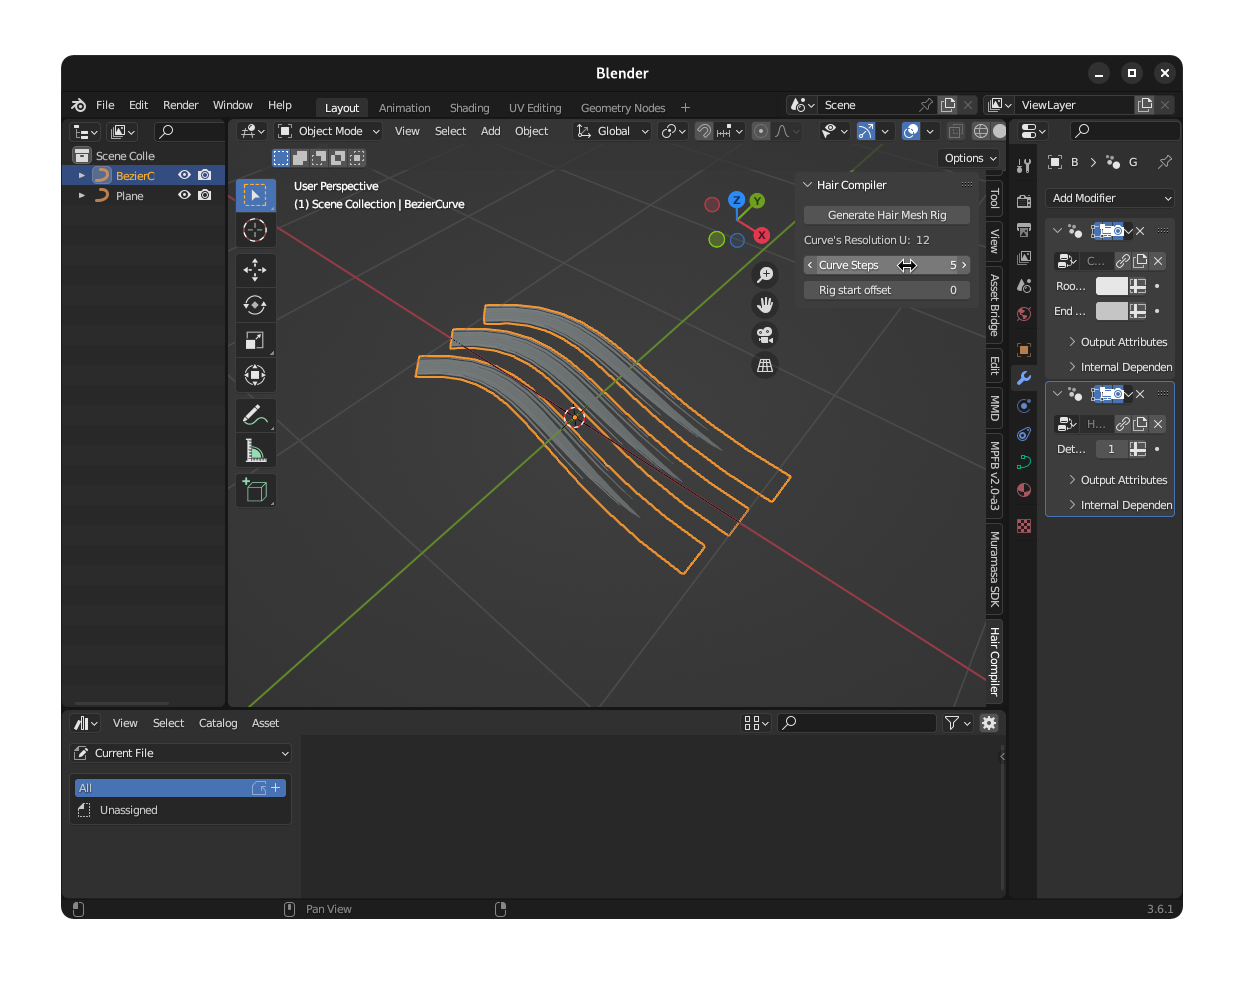 Blender
File Edit Render Window Help
Layout Animation Shading UV Editing Geometry Nodes +
Scene
ViewLayer
Object Mode View Select Add Object Global
Options
Scene Colle
BezierC
Plane
User Perspective
(1) Scene Collection | BezierCurve
Z
Y
X
Hair Compiler
Generate Hair Mesh Rig
Curve's Resolution U: 12
Curve Steps 5
Rig start offset 0
Tool
View
Asset Bridge
Edit
MMD
MPFB v2.0-a3
Muramasa SDK
Hair Compiler
B > G
Add Modifier
C...
Roo...
End ...
Output Attributes
Internal Dependen
H...
Det... 1
Output Attributes
Internal Dependen
View Select Catalog Asset
Current File
All
Unassigned
Pan View
3.6.1